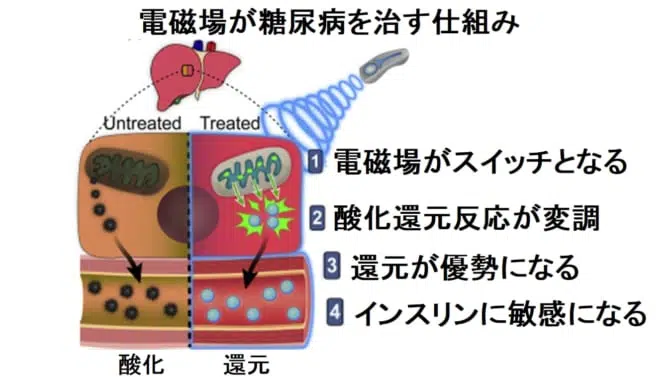 電磁場が糖尿病を治す仕組み
Untreated
Treated
1 電磁場がスイッチとなる
2 酸化還元反応が変調
3 還元が優勢になる
4 インスリンに敏感になる
酸化
還元